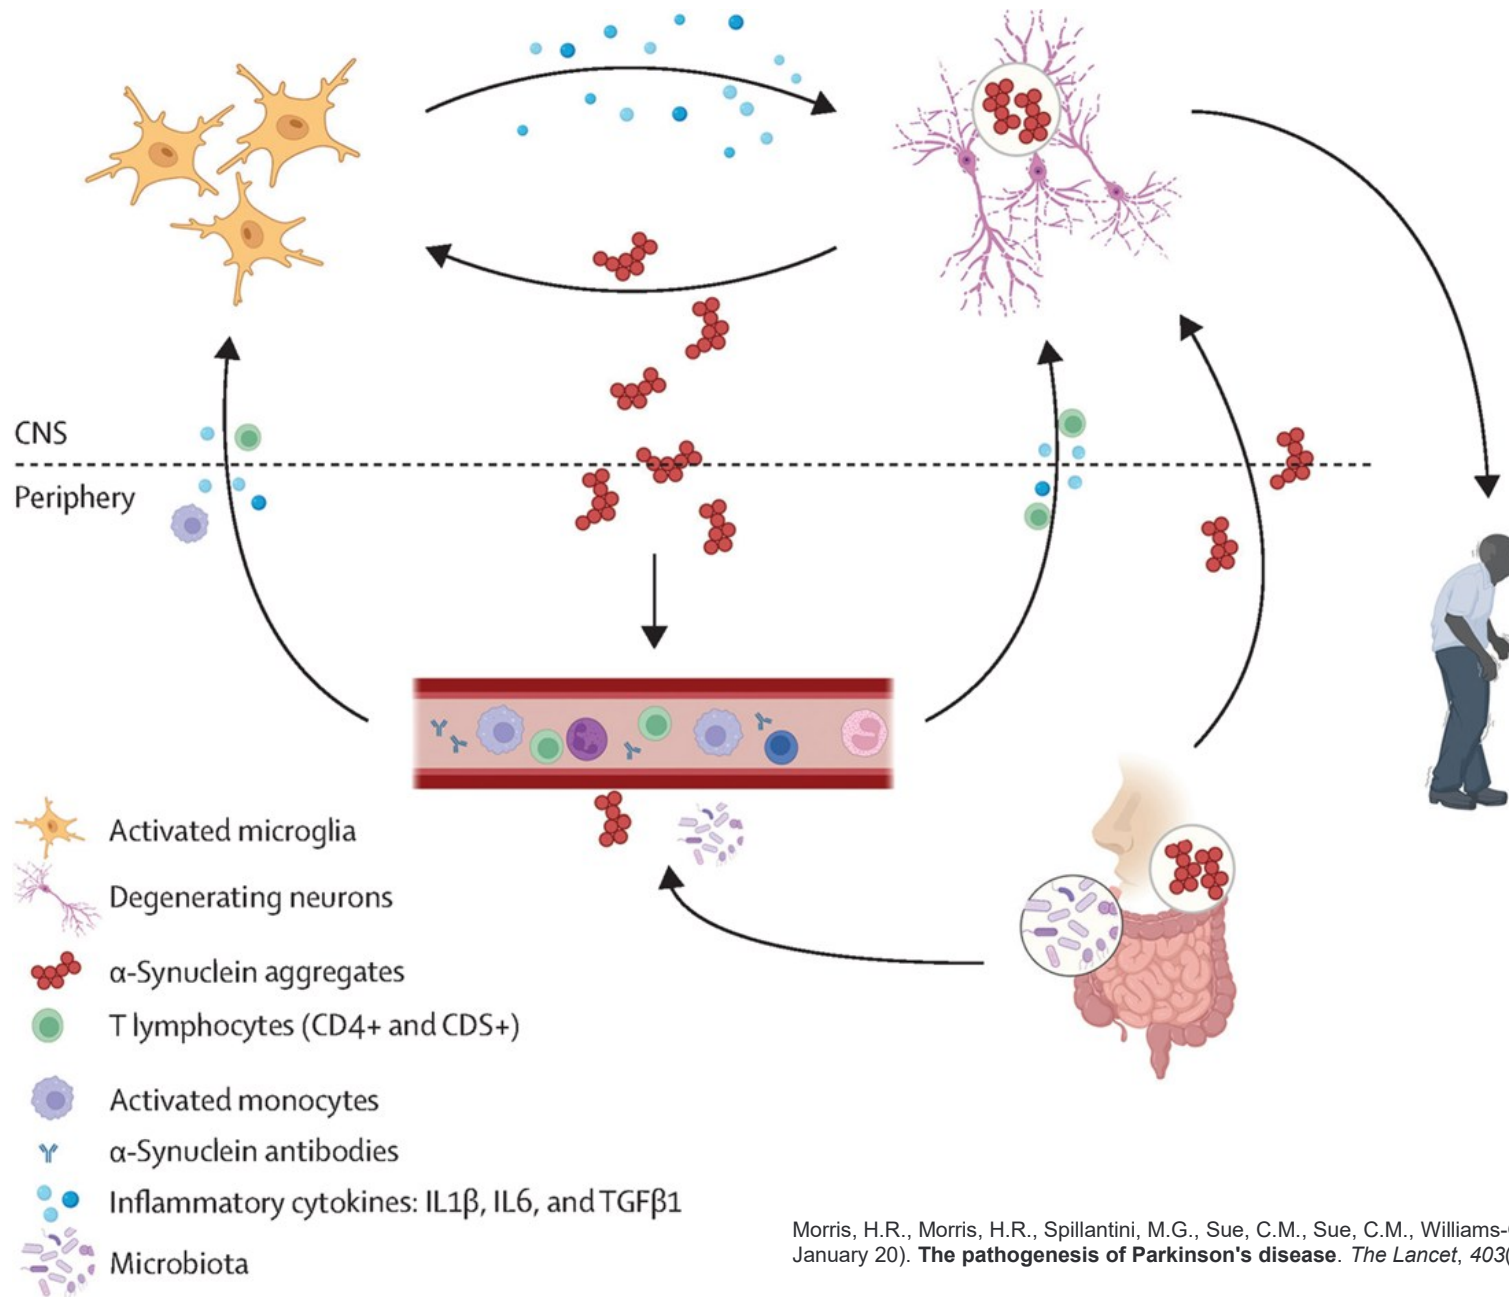 CNS
Periphery
Activated microglia
Degenerating neurons
α-Synuclein aggregates
T lymphocytes (CD4+ and CDS+)
Activated monocytes
α-Synuclein antibodies
Inflammatory cytokines: IL1β, IL6, and TGFβ1
Microbiota
Morris, H.R., Morris, H.R., Spillantini, M.G., Sue, C.M., Sue, C.M., Williams-
January 20). The pathogenesis of Parkinson's disease. The Lancet, 403(